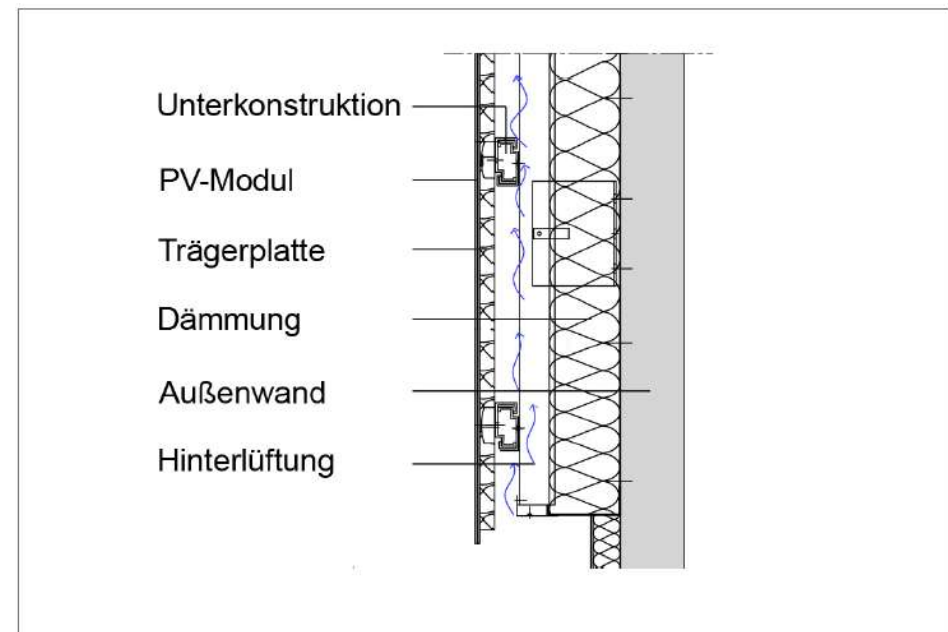 Unterkonstruktion
PV-Modul
Trägerplatte
Dämmung
Außenwand
Hinterlüftung